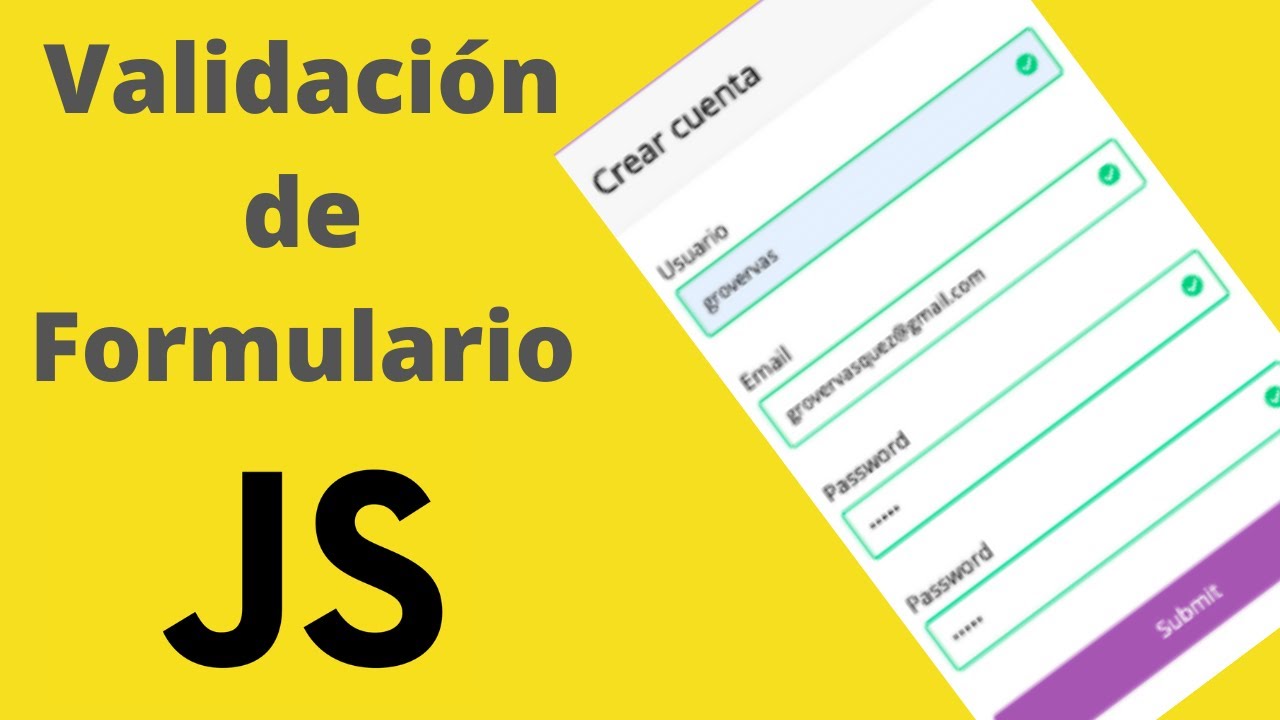 Validación
de
Formulario
JS
Crear cuenta
Usuario
grovervas
Email
grovervasquez@gmail.com
Password
•••••
Password
•••••
Submit